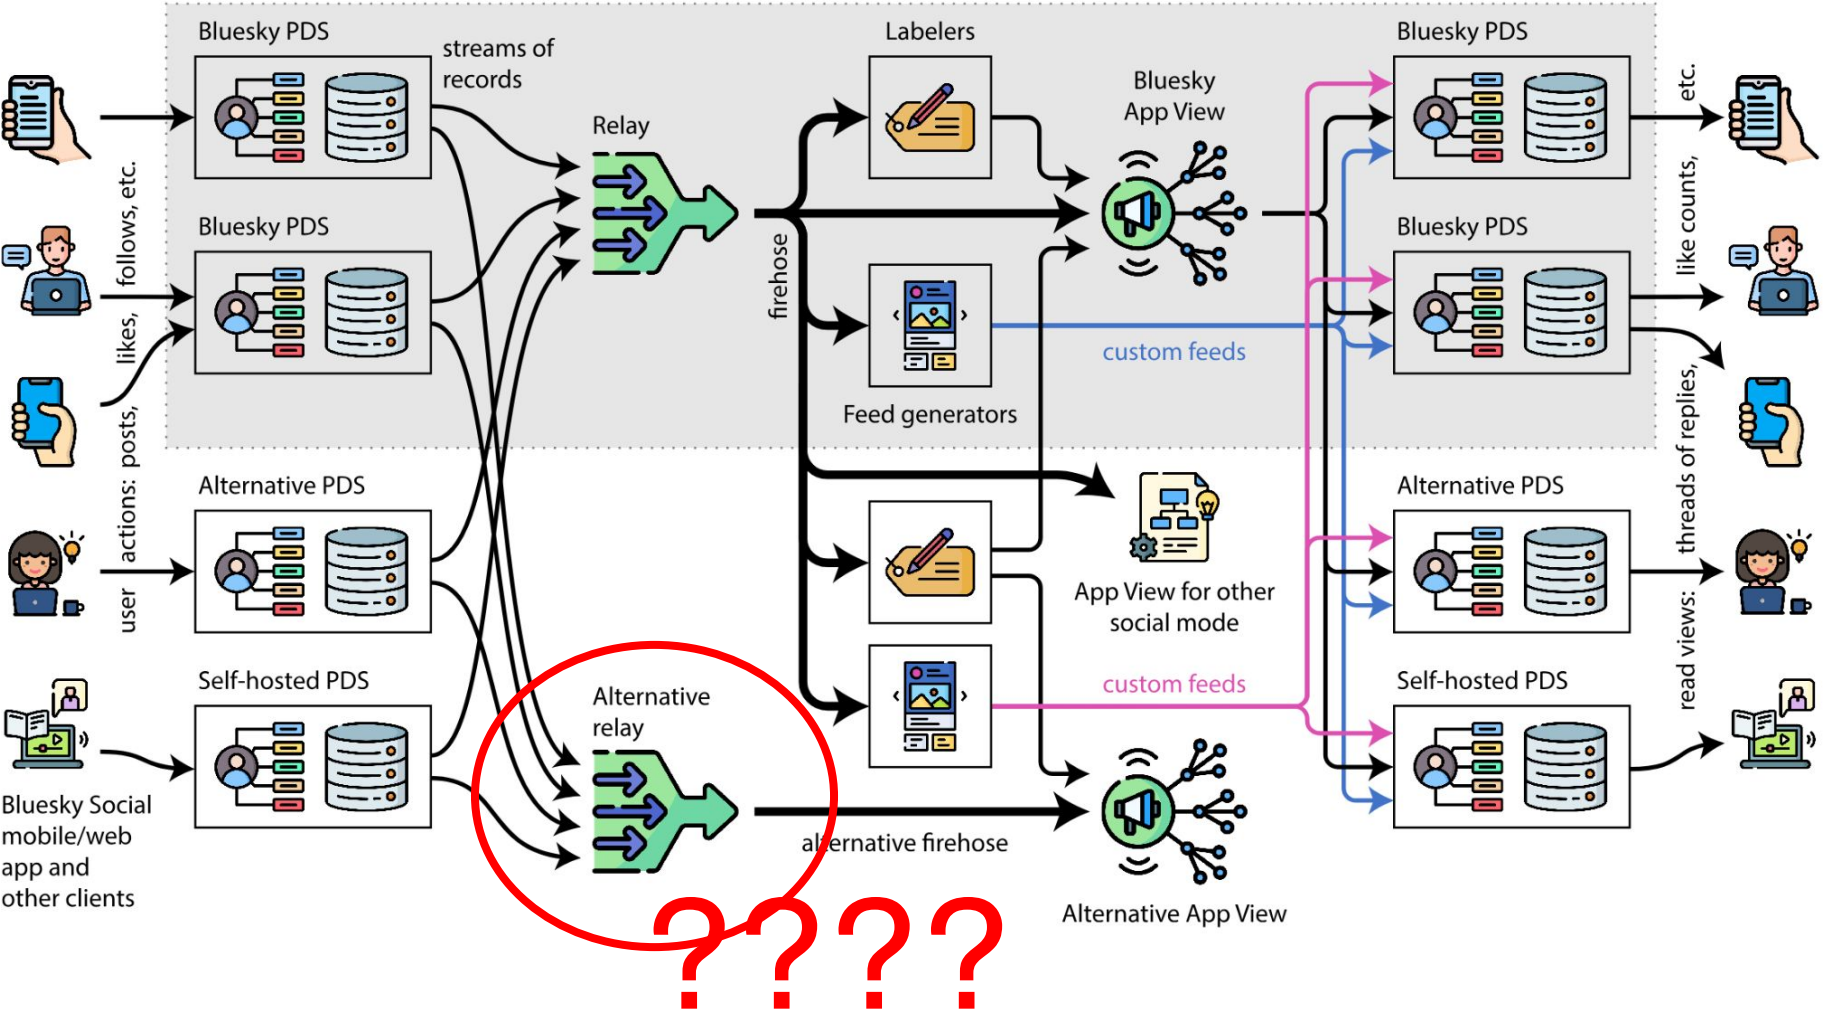 Bluesky PDS
streams of
records
Labelers
Bluesky
App View
Bluesky PDS
Relay
Bluesky PDS
Bluesky PDS
firehose
custom feeds
Feed generators
Alternative PDS
Alternative PDS
App View for other
social mode
Self-hosted PDS
Alternative
relay
custom feeds
Self-hosted PDS
Bluesky Social
mobile/web
app and
other clients
alternative firehose
Alternative App View
user actions: posts, likes, follows, etc.
read views: threads of replies, like counts, etc.
????